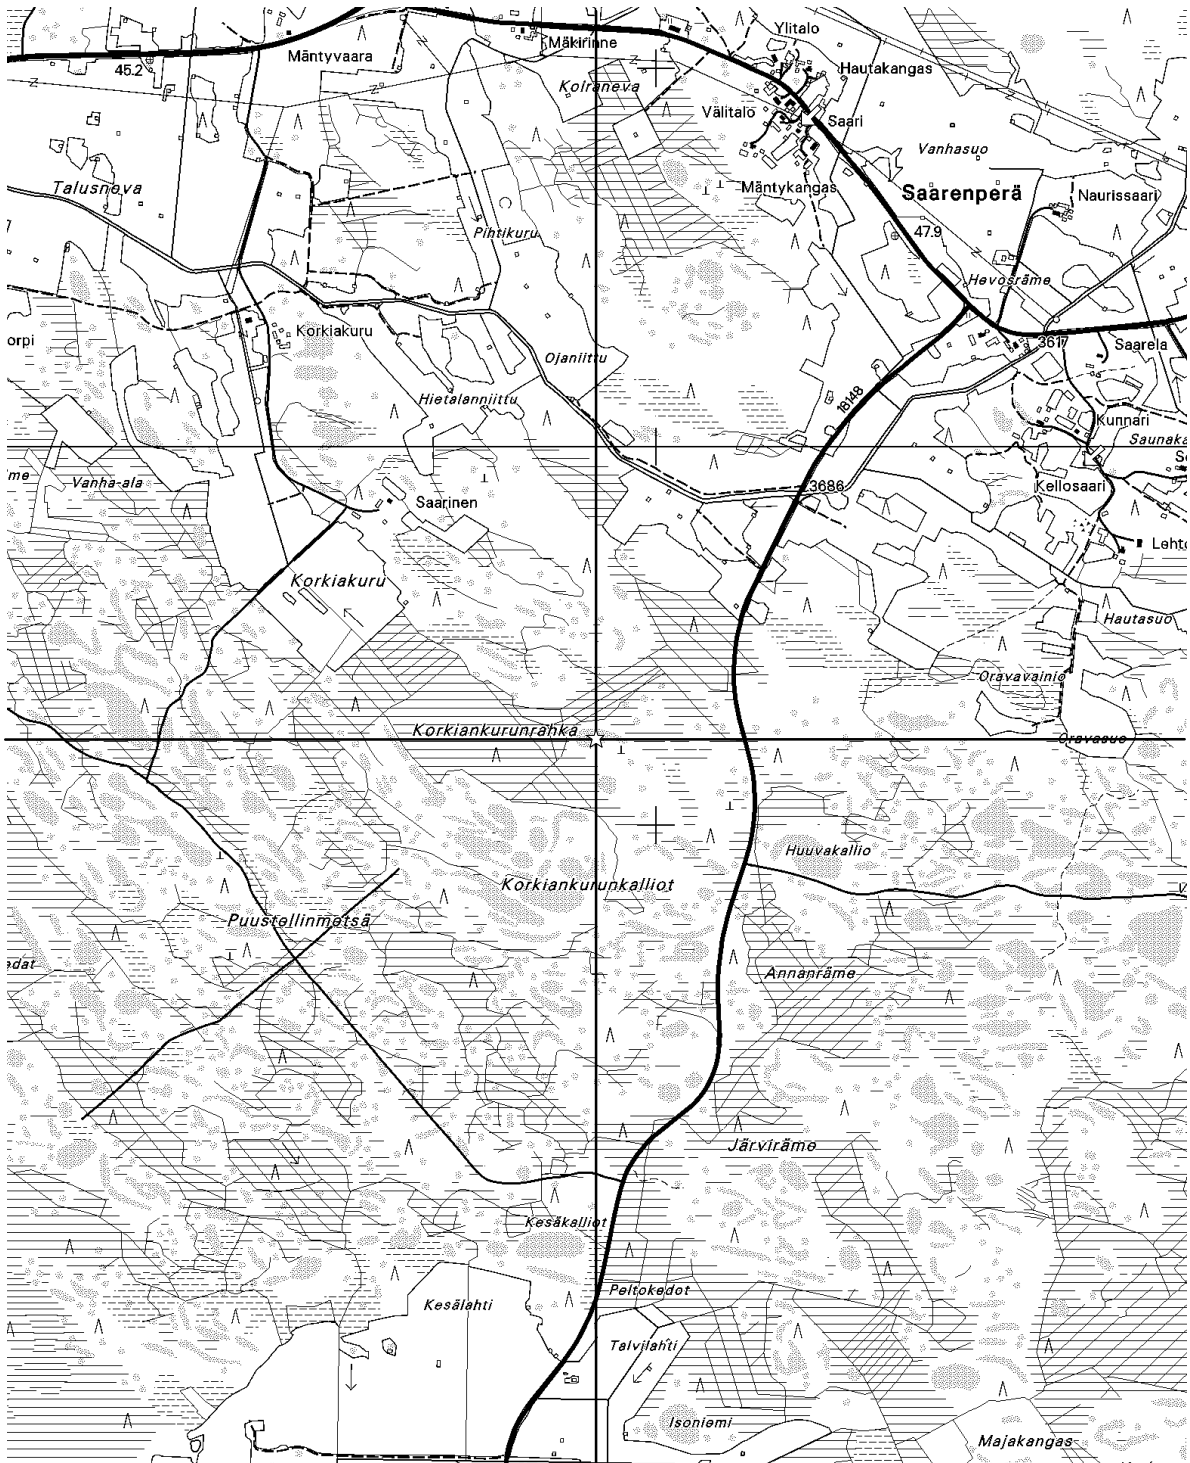 Ylitalo
Mäkirinne
Mäntyvaara
45.2
Hautakangas
Koiraneva
Välitalo
Saari
Vanhasuo
Talusneva
Mäntykangas
Saarenperä
Naurissaari
Pihtikuru
47.9
Hevosräme
Korkiakuru
orpi
3617
Saarela
Ojaniittu
Hietalanniittu
18148
Kunnari
Saunaka
me
Vanha-ala
Kellosaari
3686
Saarinen
Lehto
Korkiakuru
Hautasuo
Oravavainio
Korkiankurunrahka
Oravasuo
Huuvakallio
Korkiankurunkalliot
Puustellinmetsä
edat
Annanräme
Järviräme
Kesäkalliot
Peltokedot
Kesälahti
Talvilahti
Isoniemi
Majakangas